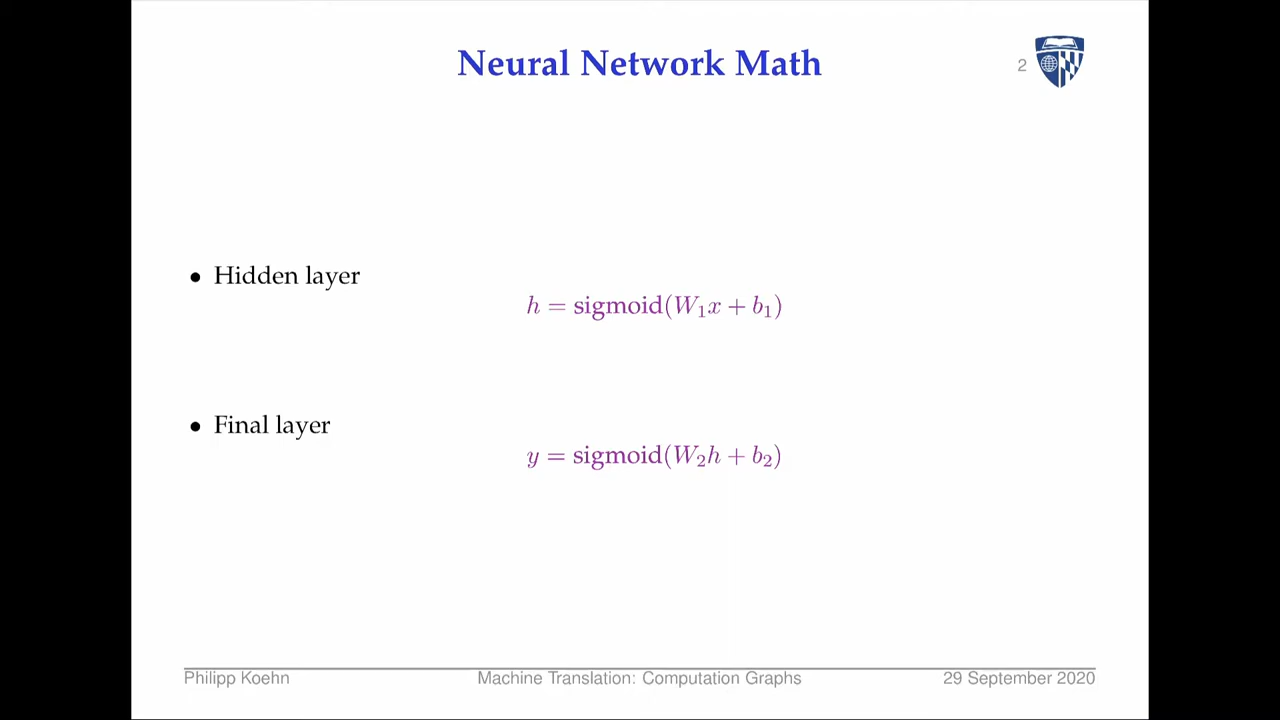 Neural Network Math
2
• Hidden layer
h = sigmoid(W₁x + b₁)
• Final layer
y = sigmoid(W₂h + b₂)
Philipp Koehn Machine Translation: Computation Graphs 29 September 2020